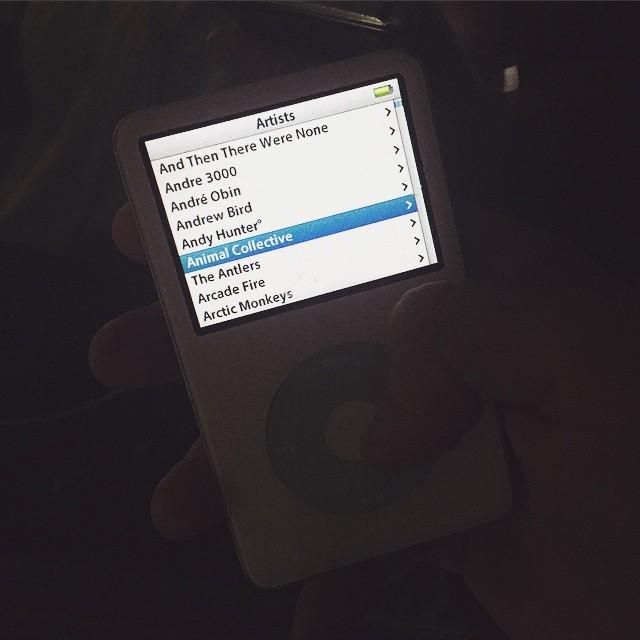 Artists
And Then There Were None
Andre 3000
André Obin
Andrew Bird
Andy Hunter°
Animal Collective
The Antlers
Arcade Fire
Arctic Monkeys